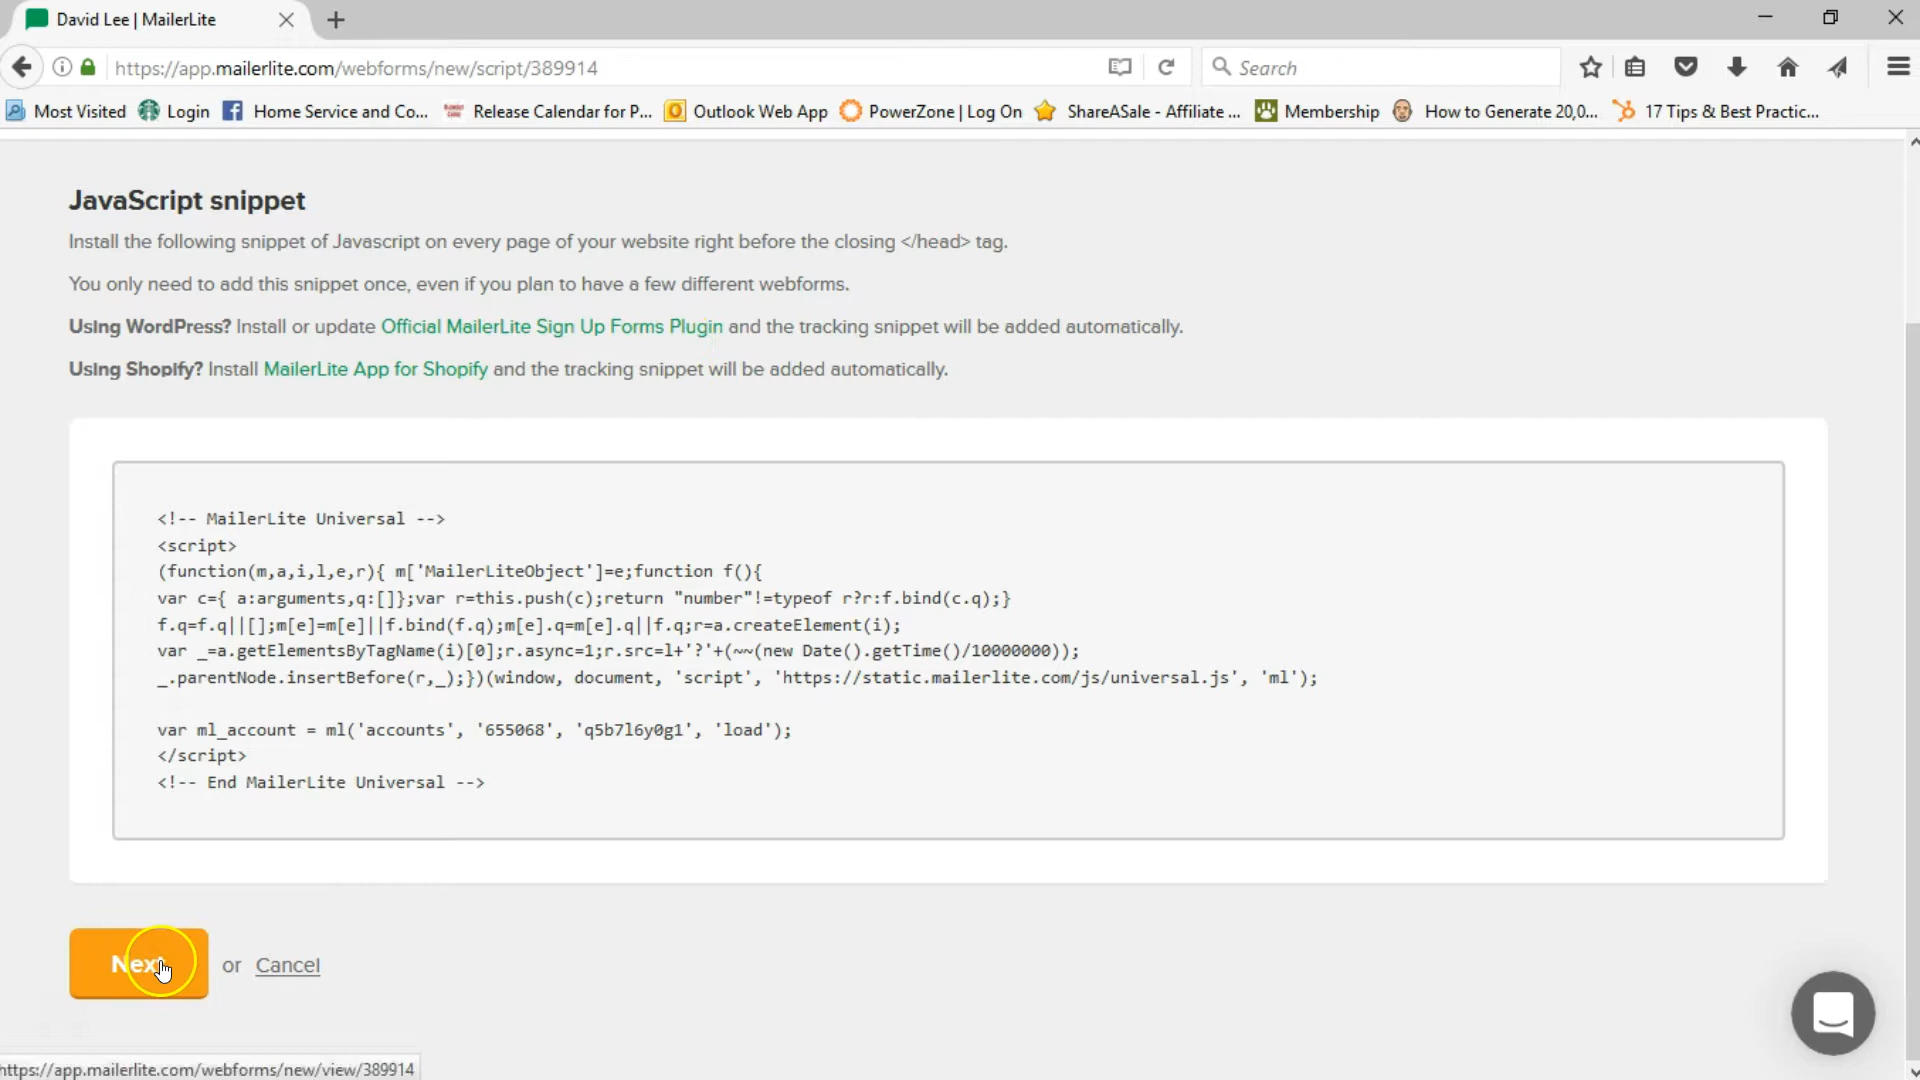 David Lee | MailerLite
https://app.mailerlite.com/webforms/new/script/389914
Search
Most Visited
Login
Home Service and Co...
Release Calendar for P...
Outlook Web App
PowerZone | Log On
ShareASale - Affiliate ...
Membership
How to Generate 20,0...
17 Tips & Best Practic...
JavaScript snippet
Install the following snippet of Javascript on every page of your website right before the closing </head> tag.
You only need to add this snippet once, even if you plan to have a few different webforms.
Using WordPress? Install or update Official MailerLite Sign Up Forms Plugin and the tracking snippet will be added automatically.
Using Shopify? Install MailerLite App for Shopify and the tracking snippet will be added automatically.
<!-- MailerLite Universal -->
<script>
(function(m,a,i,l,e,r){ m['MailerLiteObject']=e;function f(){
var c={ a:arguments,q:[]};var r=this.push(c);return "number"!=typeof r?r:f.bind(c.q);}
f.q=f.q||[];m[e]=m[e]||f.bind(f.q);m[e].q=m[e].q||f.q;r=a.createElement(i);
var _=a.getElementsByTagName(i)[0];r.async=1;r.src=l+'?'+(~~(new Date().getTime()/10000000));
_.parentNode.insertBefore(r,_);})(window, document, 'script', 'https://static.mailerlite.com/js/universal.js', 'ml');
var ml_account = ml('accounts', '655068', 'q5b7l6y0g1', 'load');
</script>
<!-- End MailerLite Universal -->
Next or Cancel
https://app.mailerlite.com/webforms/new/view/389914